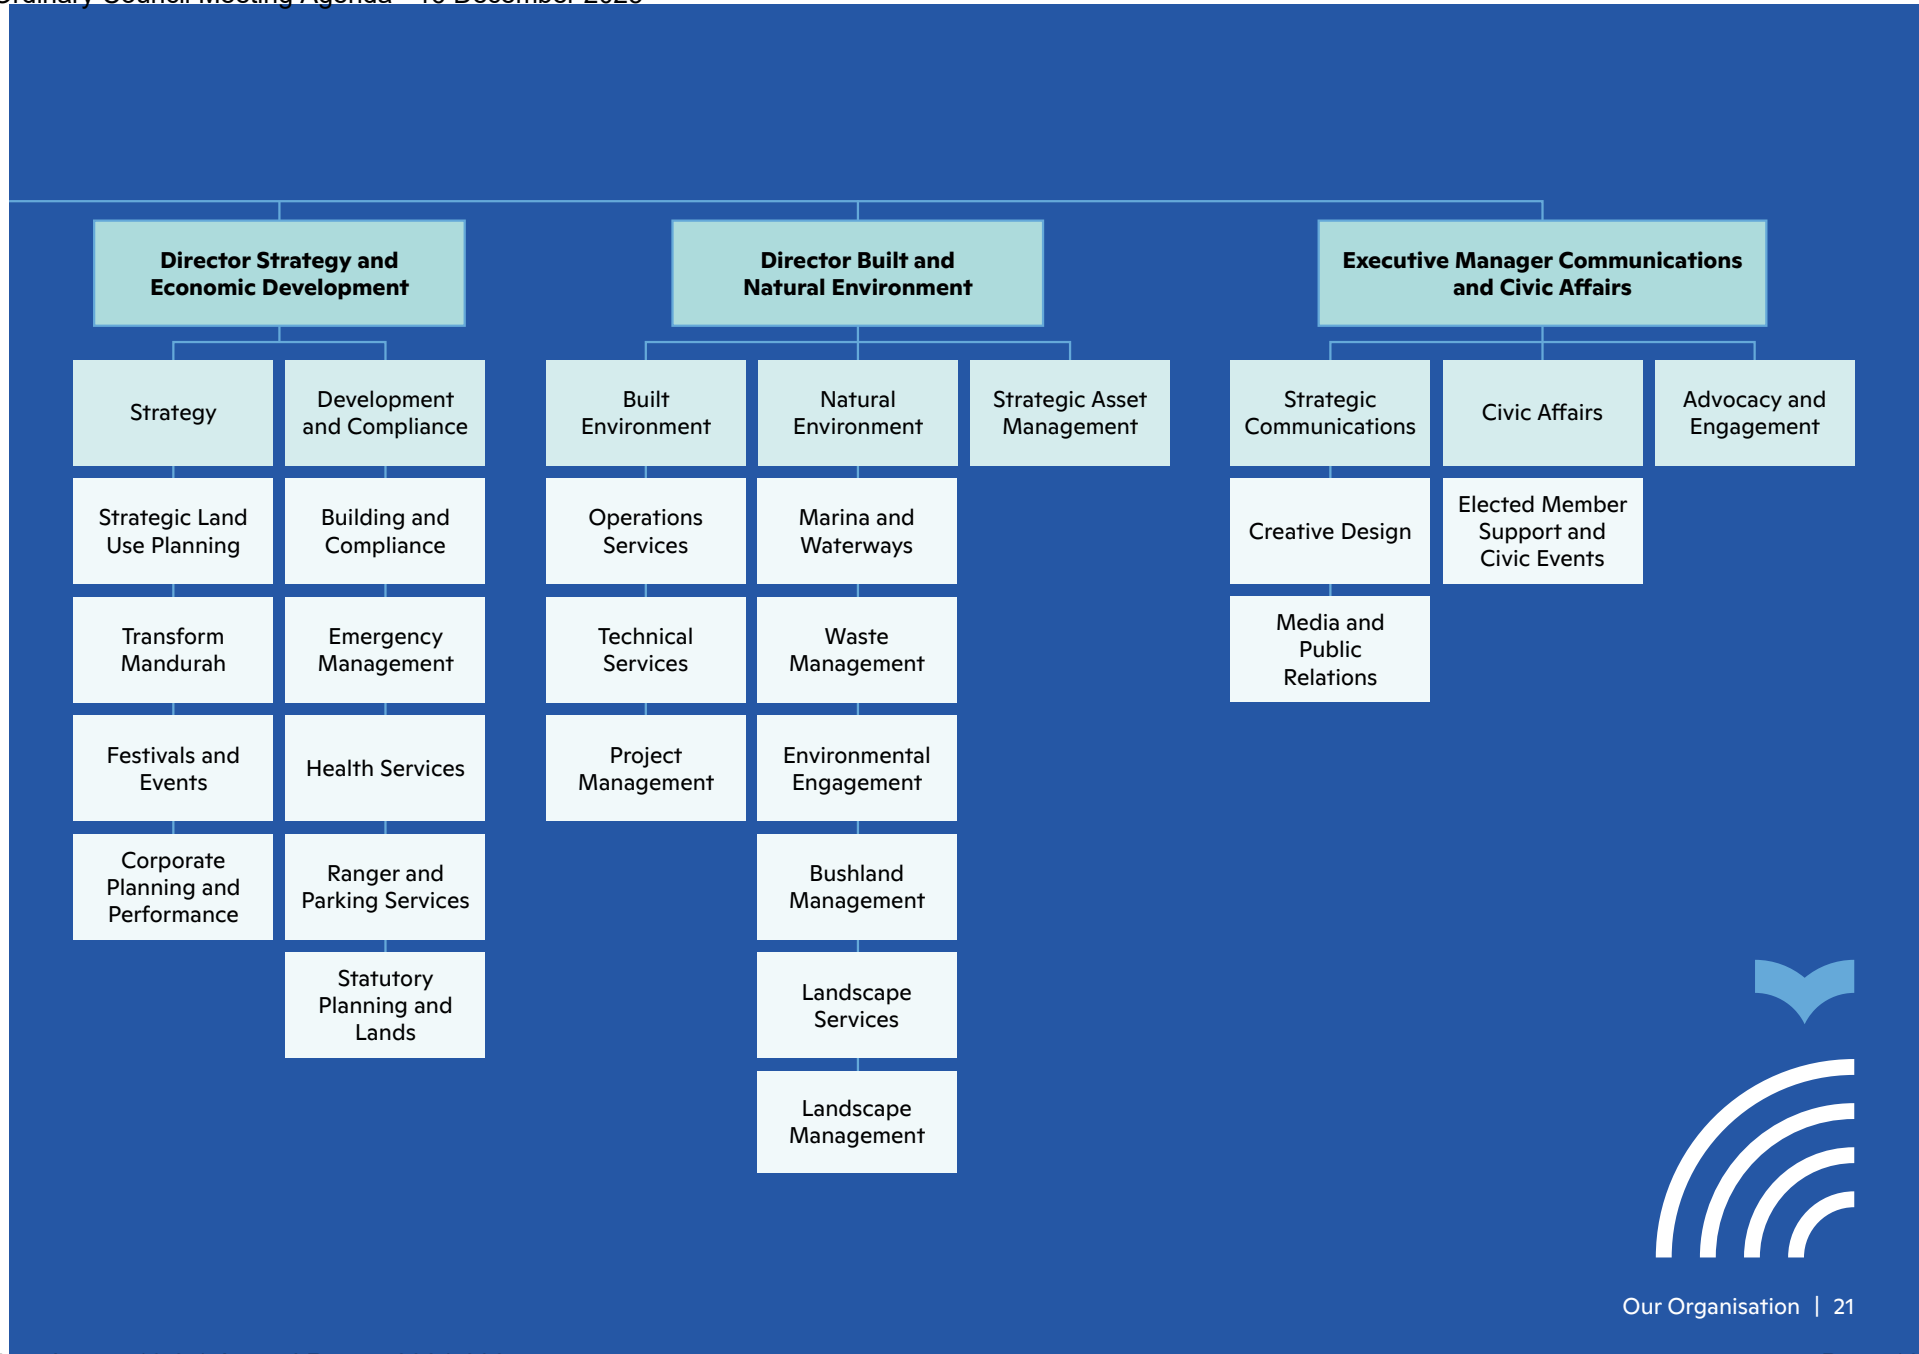 Ordinary Council Meeting Agenda
Director Strategy and
Economic Development
Strategy
Strategic Land
Use Planning
Transform
Mandurah
Festivals and
Events
Corporate
Planning and
Performance
Development
and Compliance
Building and
Compliance
Emergency
Management
Health Services
Ranger and
Parking Services
Statutory
Planning and
Lands
Director Built and
Natural Environment
Built
Environment
Operations
Services
Technical
Services
Project
Management
Natural
Environment
Marina and
Waterways
Waste
Management
Environmental
Engagement
Bushland
Management
Landscape
Services
Landscape
Management
Strategic Asset
Management
Executive Manager Communications
and Civic Affairs
Strategic
Communications
Creative Design
Media and
Public
Relations
Civic Affairs
Elected Member
Support and
Civic Events
Advocacy and
Engagement
Our Organisation | 21